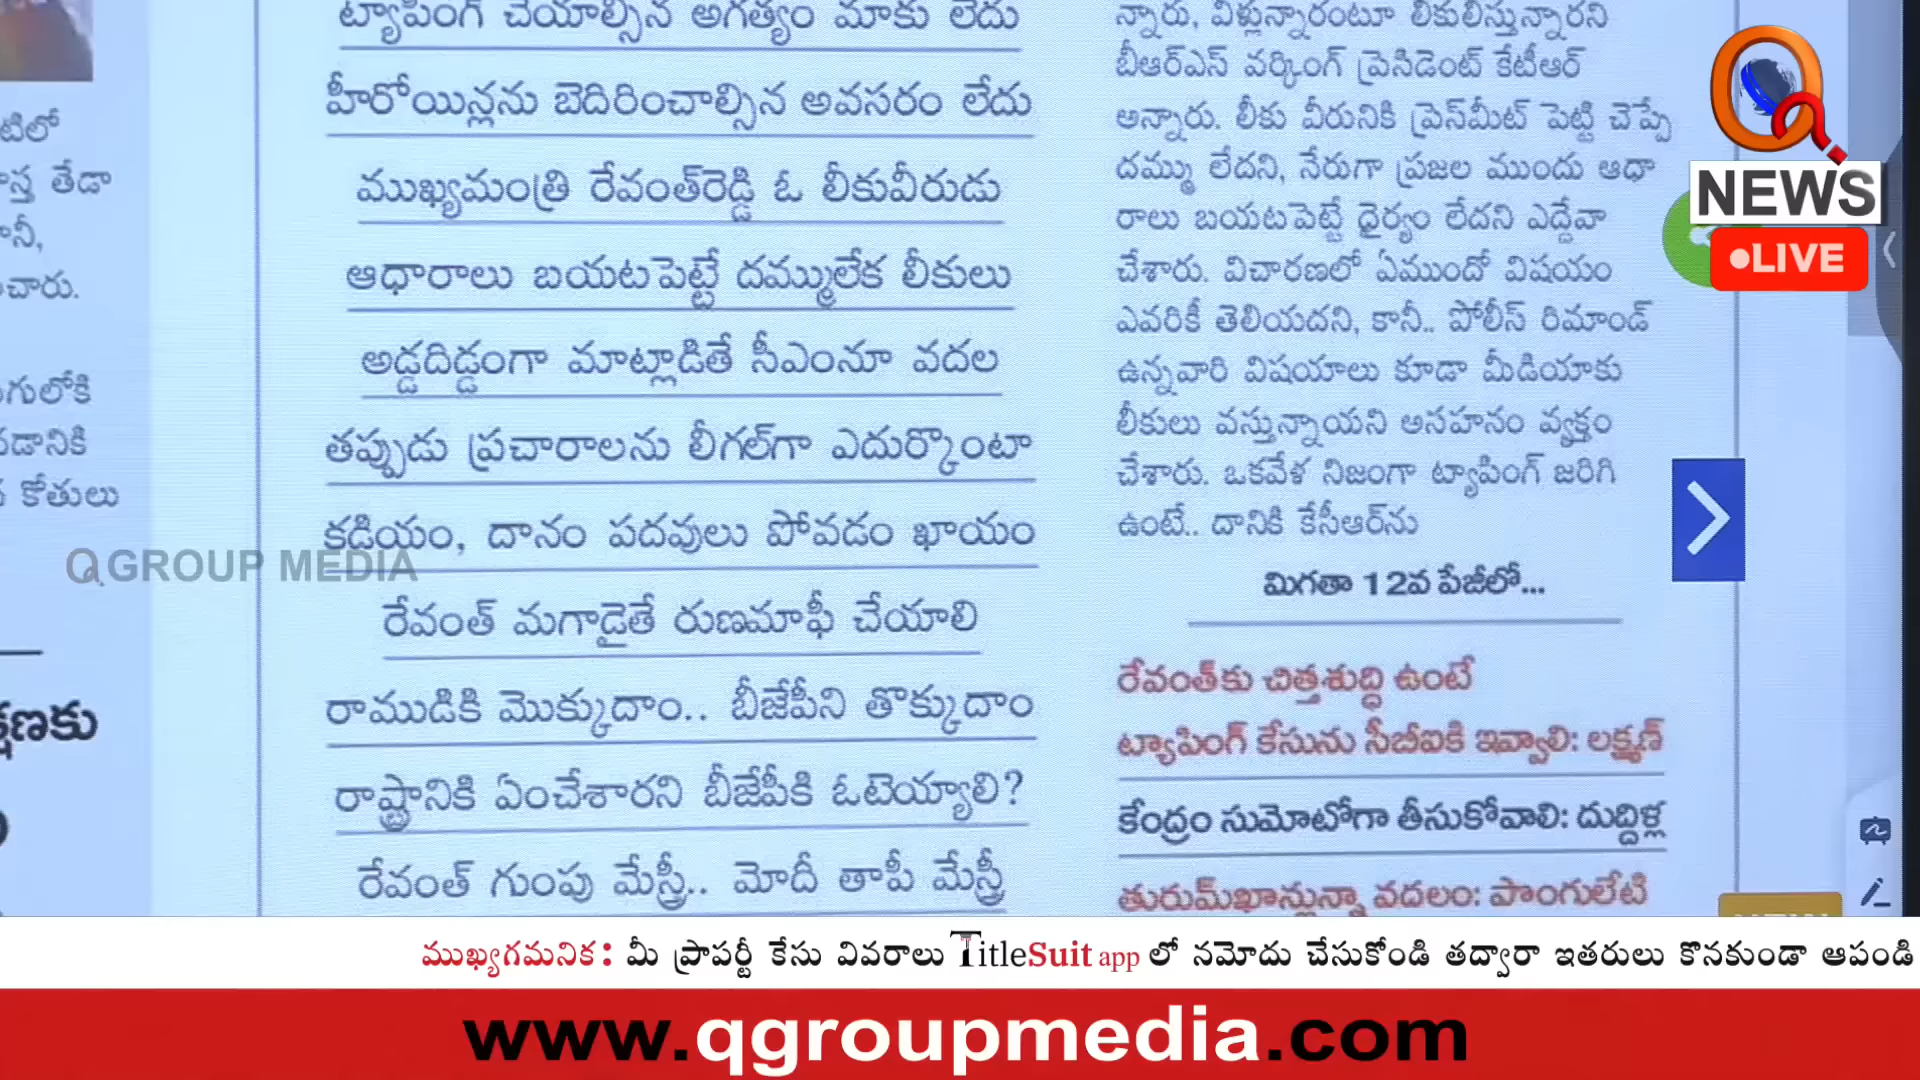 టిలో
స్త తేడా
నీ,
చారు.
గులోకి
డానికి
కోతులు
క్షణకు
ట్యాపింగ్ చేయాల్సిన అగత్యం మాకు లేదు
హీరోయిన్లను బెదిరించాల్సిన అవసరం లేదు
ముఖ్యమంత్రి రేవంత్‌రెడ్డి ఓ లీకువీరుడు
ఆధారాలు బయటపెట్టే దమ్ములేక లీకులు
అడ్డదిడ్డంగా మాట్లాడితే సీఎంనూ వదల
తప్పుడు ప్రచారాలను లీగల్‌గా ఎదుర్కొంటా
కడియం, దానం పదవులు పోవడం ఖాయం
రేవంత్ మగాడైతే రుణమాఫీ చేయాలి
రాముడికి మొక్కుదాం.. బీజేపీని తొక్కుదాం
రాష్ట్రానికి ఏంచేశారని బీజేపీకి ఓటెయ్యాలి?
రేవంత్ గుంపు మేస్త్రీ.. మోదీ తాపీ మేస్త్రీ
న్నారు, వీళ్లున్నారంటూ లీకులిస్తున్నారని
బీఆర్ఎస్ వర్కింగ్ ప్రెసిడెంట్ కేటీఆర్
అన్నారు. లీకు వీరునికి ప్రెస్‌మీట్ పెట్టి చెప్పే
దమ్ము లేదని, నేరుగా ప్రజల ముందు ఆధా
రాలు బయటపెట్టే ధైర్యం లేదని ఎద్దేవా
చేశారు. విచారణలో ఏముందో విషయం
ఎవరికీ తెలియదని, కానీ.. పోలీస్ రిమాండ్
ఉన్నవారి విషయాలు కూడా మీడియాకు
లీకులు వస్తున్నాయని అసహనం వ్యక్తం
చేశారు. ఒకవేళ నిజంగా ట్యాపింగ్ జరిగి
ఉంటే.. దానికి కేసీఆర్‌ను
మిగతా 12వ పేజీలో...
రేవంత్‌కు చిత్తశుద్ధి ఉంటే
ట్యాపింగ్ కేసును సీబీఐకి ఇవ్వాలి: లక్ష్మణ్
కేంద్రం సుమోటోగా తీసుకోవాలి: దుద్దిళ్ల
తురుమ్‌ఖాన్లున్నా వదలం: పొంగులేటి
Q NEWS
LIVE
Q GROUP MEDIA
ముఖ్యగమనిక: మీ ప్రాపర్టీ కేసు వివరాలు TitleSuit app లో నమోదు చేసుకోండి తద్వారా ఇతరులు కొనకుండా ఆపండి
www.qgroupmedia.com